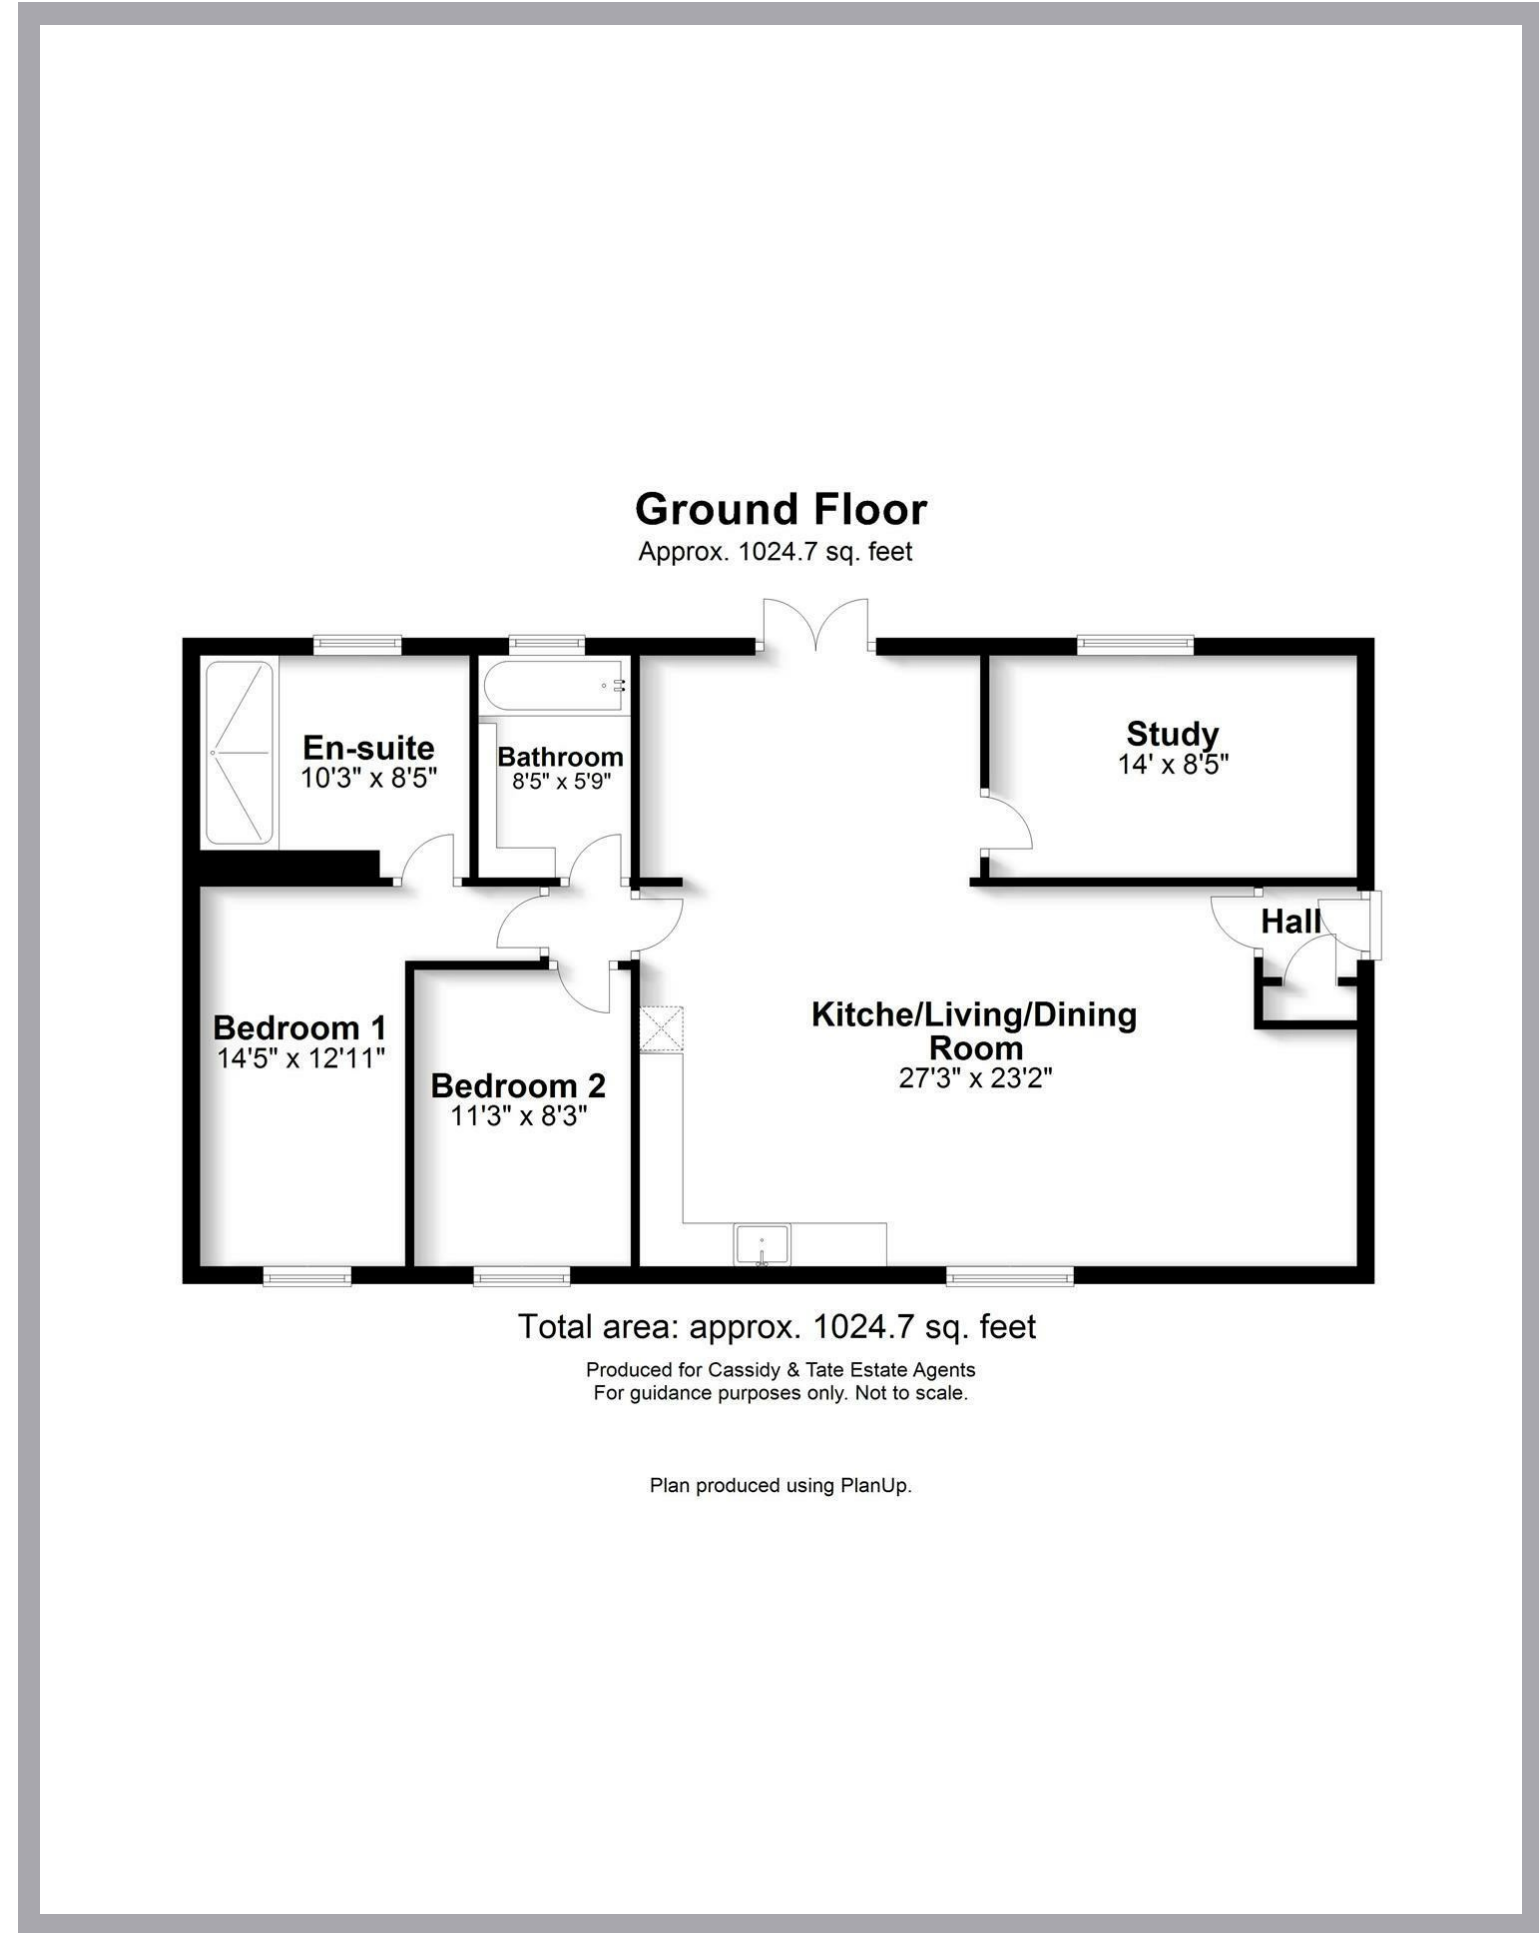 Ground Floor
Approx. 1024.7 sq. feet
En-suite
10'3" x 8'5"
Bathroom
8'5" x 5'9"
Study
14' x 8'5"
Hall
Kitche/Living/Dining
Room
27'3" x 23'2"
Bedroom 1
14'5" x 12'11"
Bedroom 2
11'3" x 8'3"
Total area: approx. 1024.7 sq. feet
Produced for Cassidy & Tate Estate Agents
For guidance purposes only. Not to scale.
Plan produced using PlanUp.